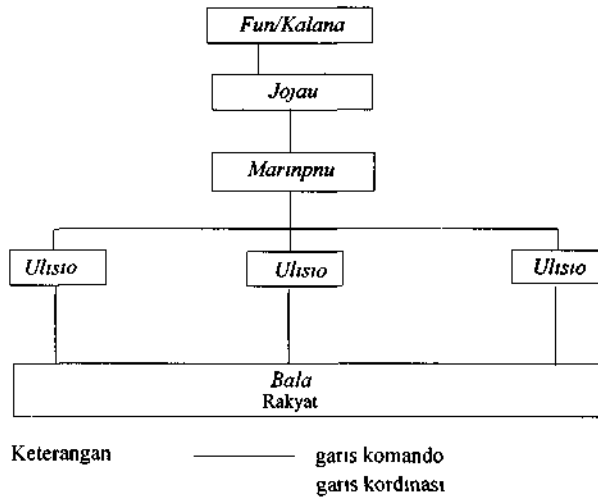 Fun/Kalana
Jojau
Marinpnu
Ulisio
Ulisio
Ulisio
Bala
Rakyat
Keterangan
garis komando
garis kordinasi